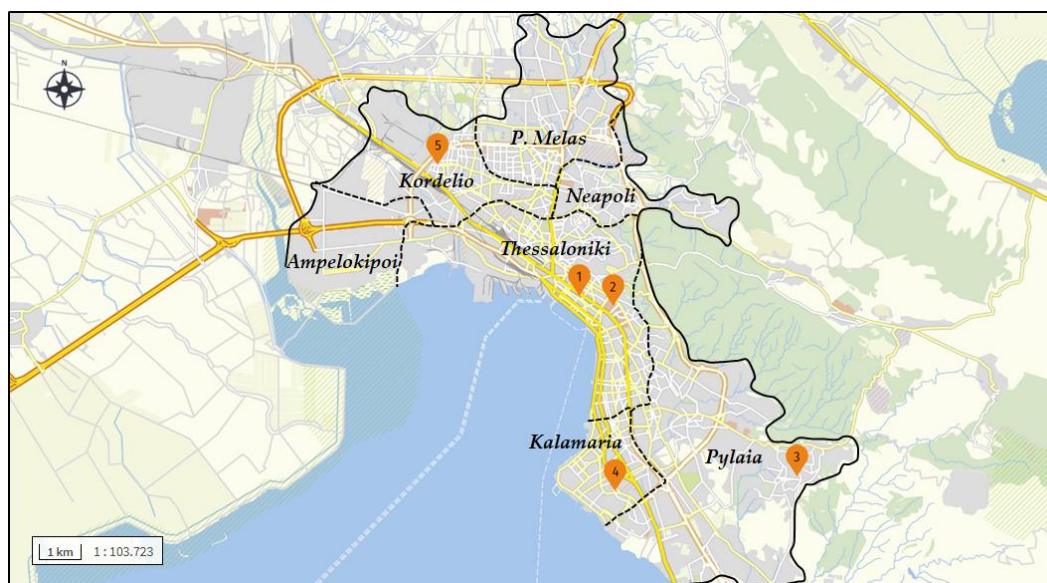 N
P. Melas
5
Kordelio
Neapoli
Thessaloniki
Ampelokipoi
1
2
Kalamaria
Pylaia
3
4
1 km 1 : 103.723